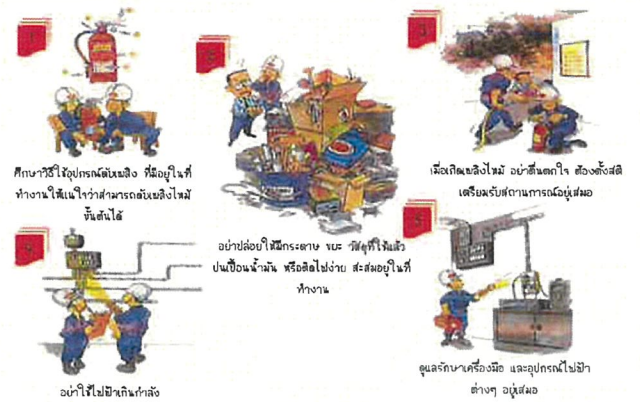 1
ศึกษาวิธีใช้อุปกรณ์ดับเพลิง ที่มีอยู่ในที่
ทำงานให้แน่ใจว่าสามารถดับเพลิงไหม้
ขั้นต้นได้
2
อย่าปล่อยให้มีกระดาษ ขยะ วัสดุที่ใช้แล้ว
ปนเปื้อนน้ำมัน หรือติดไฟง่าย สะสมอยู่ในที่
ทำงาน
3
เมื่อเกิดเพลิงไหม้ อย่าตื่นตกใจ ต้องตั้งสติ
เตรียมรับสถานการณ์อยู่เสมอ
4
อย่าใช้ไฟฟ้าเกินกำลัง
5
ดูแลรักษาเครื่องมือ และอุปกรณ์ไฟฟ้า
ต่างๆ อยู่เสมอ